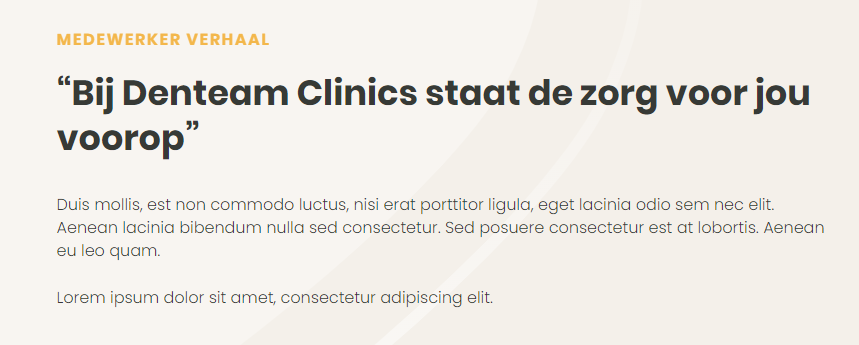 MEDEWERKER VERHAAL
“Bij Denteam Clinics staat de zorg voor jou
voorop”
Duis mollis, est non commodo luctus, nisi erat porttitor ligula, eget lacinia odio sem nec elit.
Aenean lacinia bibendum nulla sed consectetur. Sed posuere consectetur est at lobortis. Aenean
eu leo quam.
Lorem ipsum dolor sit amet, consectetur adipiscing elit.